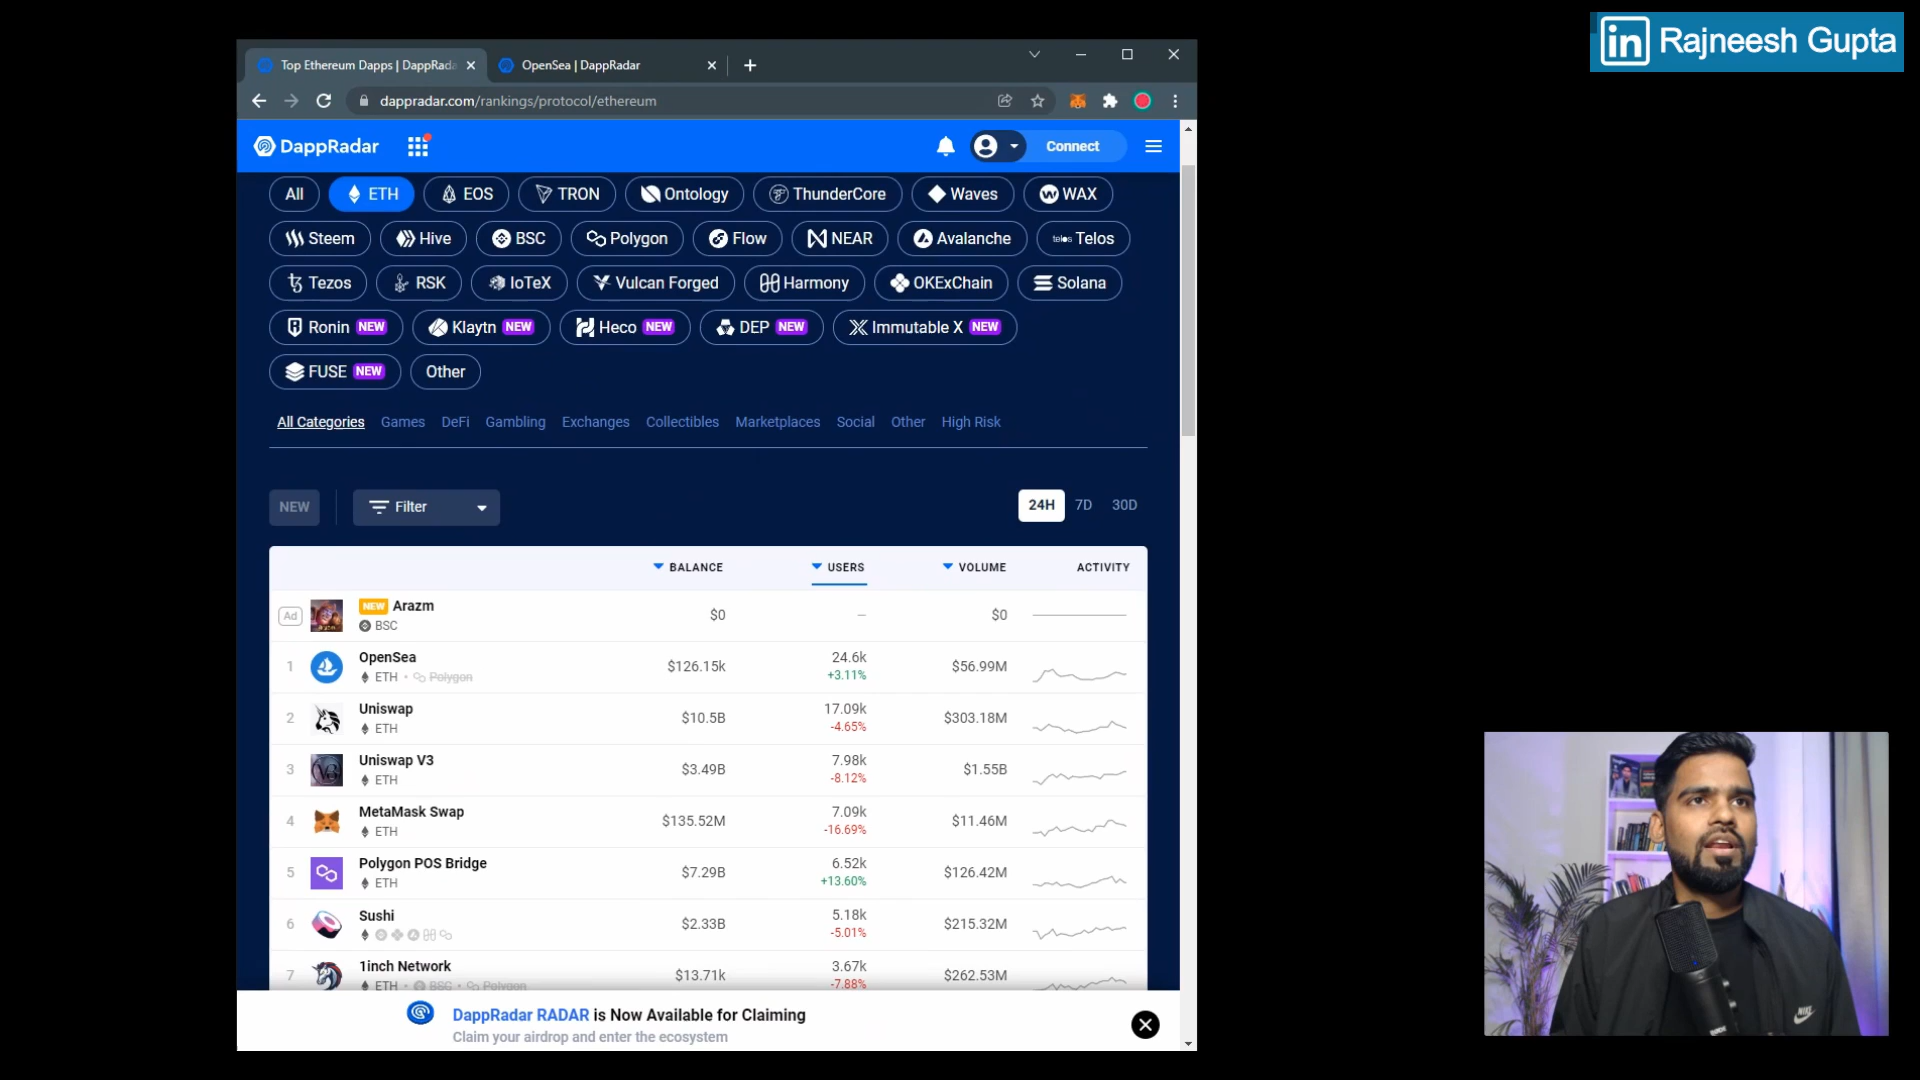 in Rajneesh Gupta
Top Ethereum Dapps | DappRada
OpenSea | DappRadar
dappradar.com/rankings/protocol/ethereum
DappRadar
Connect
All ETH EOS TRON Ontology ThunderCore Waves WAX
Steem Hive BSC Polygon Flow NEAR Avalanche telos Telos
Tezos RSK IoTeX Vulcan Forged Harmony OKExChain Solana
Ronin NEW Klaytn NEW Heco NEW DEP NEW Immutable X NEW
FUSE NEW Other
All Categories Games DeFi Gambling Exchanges Collectibles Marketplaces Social Other High Risk
NEW Filter 24H 7D 30D
BALANCE USERS VOLUME ACTIVITY
Ad NEW Arazm $0 – $0
BSC
1 OpenSea $126.15k 24.6k $56.99M
ETH • Polygon +3.11%
2 Uniswap $10.5B 17.09k $303.18M
ETH -4.65%
3 Uniswap V3 $3.49B 7.98k $1.55B
ETH -8.12%
4 MetaMask Swap $135.52M 7.09k $11.46M
ETH -16.69%
5 Polygon POS Bridge $7.29B 6.52k $126.42M
ETH +13.60%
6 Sushi $2.33B 5.18k $215.32M
-5.01%
7 1inch Network $13.71k 3.67k $262.53M
ETH • BSC • Polygon -7.88%
DappRadar RADAR is Now Available for Claiming
Claim your airdrop and enter the ecosystem